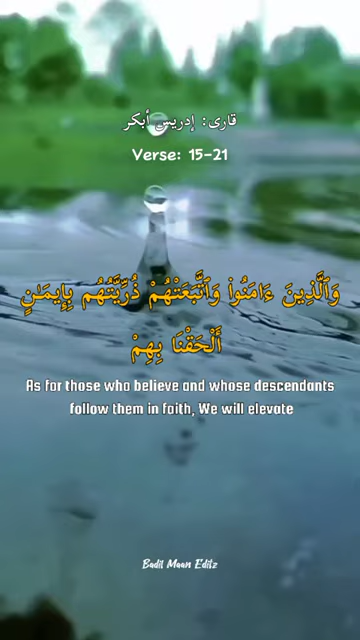 قارى: إدريس أبكر
Verse: 15-21
وَٱلَّذِينَ ءَامَنُوا۟ وَٱتَّبَعَتْهُمْ ذُرِّيَّتُهُم بِإِيمَـٰنٍ
أَلْحَقْنَا بِهِمْ
As for those who believe and whose descendants
follow them in faith, We will elevate
Badil Maan Editz